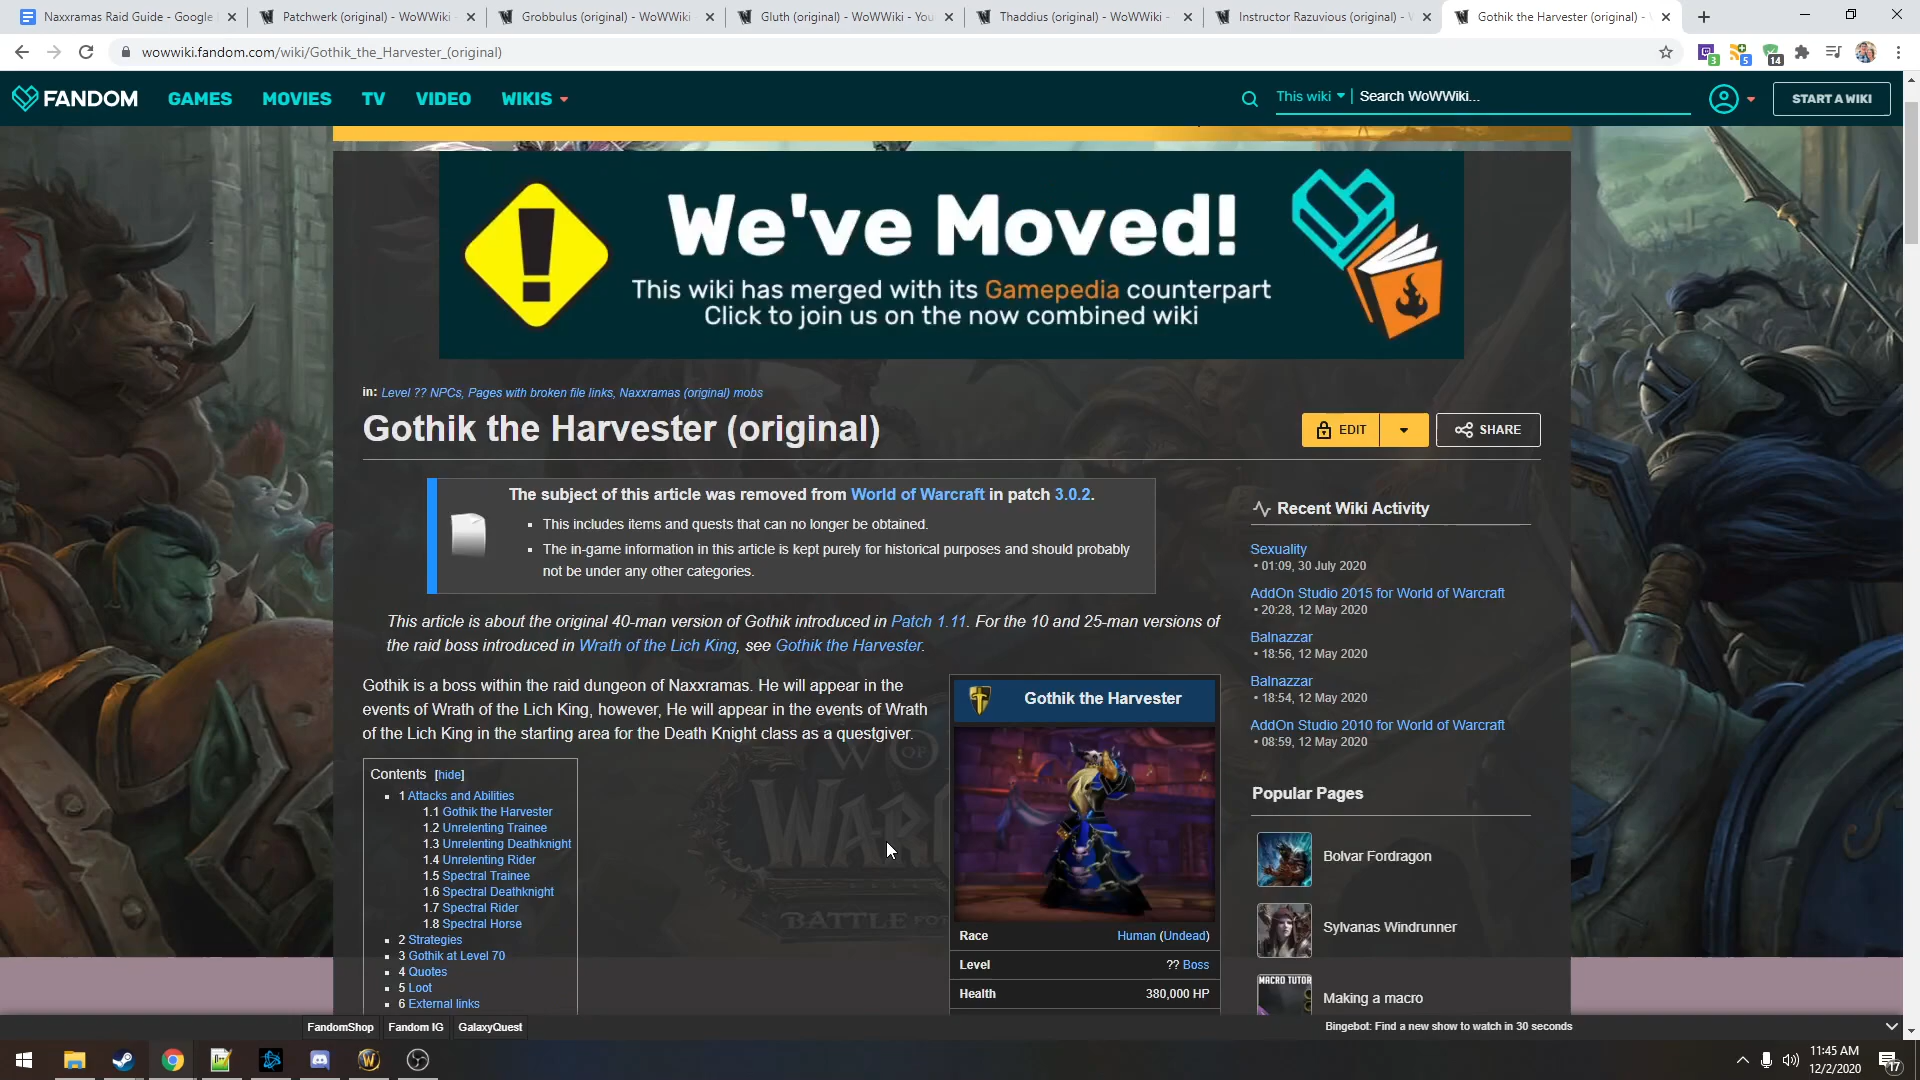 Naxxramas Raid Guide - Google
Patchwerk (original) - WoWWiki -
Grobbulus (original) - WoWWiki
Gluth (original) - WoWWiki - You
Thaddius (original) - WoWWiki -
Instructor Razuvious (original) -
Gothik the Harvester (original) -
wowwiki.fandom.com/wiki/Gothik_the_Harvester_(original)
3
5
14
FANDOM
GAMES
MOVIES
TV
VIDEO
WIKIS
This wiki
Search WoWWiki...
START A WIKI
We've Moved!
This wiki has merged with its Gamepedia counterpart
Click to join us on the now combined wiki
in: Level ?? NPCs, Pages with broken file links, Naxxramas (original) mobs
Gothik the Harvester (original)
EDIT
SHARE
The subject of this article was removed from World of Warcraft in patch 3.0.2.
This includes items and quests that can no longer be obtained.
The in-game information in this article is kept purely for historical purposes and should probably
not be under any other categories.
This article is about the original 40-man version of Gothik introduced in Patch 1.11. For the 10 and 25-man versions of
the raid boss introduced in Wrath of the Lich King, see Gothik the Harvester.
Gothik is a boss within the raid dungeon of Naxxramas. He will appear in the
events of Wrath of the Lich King, however, He will appear in the events of Wrath
of the Lich King in the starting area for the Death Knight class as a questgiver.
Contents [hide]
1 Attacks and Abilities
1.1 Gothik the Harvester
1.2 Unrelenting Trainee
1.3 Unrelenting Deathknight
1.4 Unrelenting Rider
1.5 Spectral Trainee
1.6 Spectral Deathknight
1.7 Spectral Rider
1.8 Spectral Horse
2 Strategies
3 Gothik at Level 70
4 Quotes
5 Loot
6 External links
Gothik the Harvester
Race Human (Undead)
Level ?? Boss
Health 380,000 HP
Recent Wiki Activity
Sexuality
• 01:09, 30 July 2020
AddOn Studio 2015 for World of Warcraft
• 20:28, 12 May 2020
Balnazzar
• 18:56, 12 May 2020
Balnazzar
• 18:54, 12 May 2020
AddOn Studio 2010 for World of Warcraft
• 08:59, 12 May 2020
Popular Pages
Bolvar Fordragon
Sylvanas Windrunner
MACRO TUTOR
Making a macro
FandomShop
Fandom IG
GalaxyQuest
Bingebot: Find a new show to watch in 30 seconds
11:45 AM
12/2/2020
17